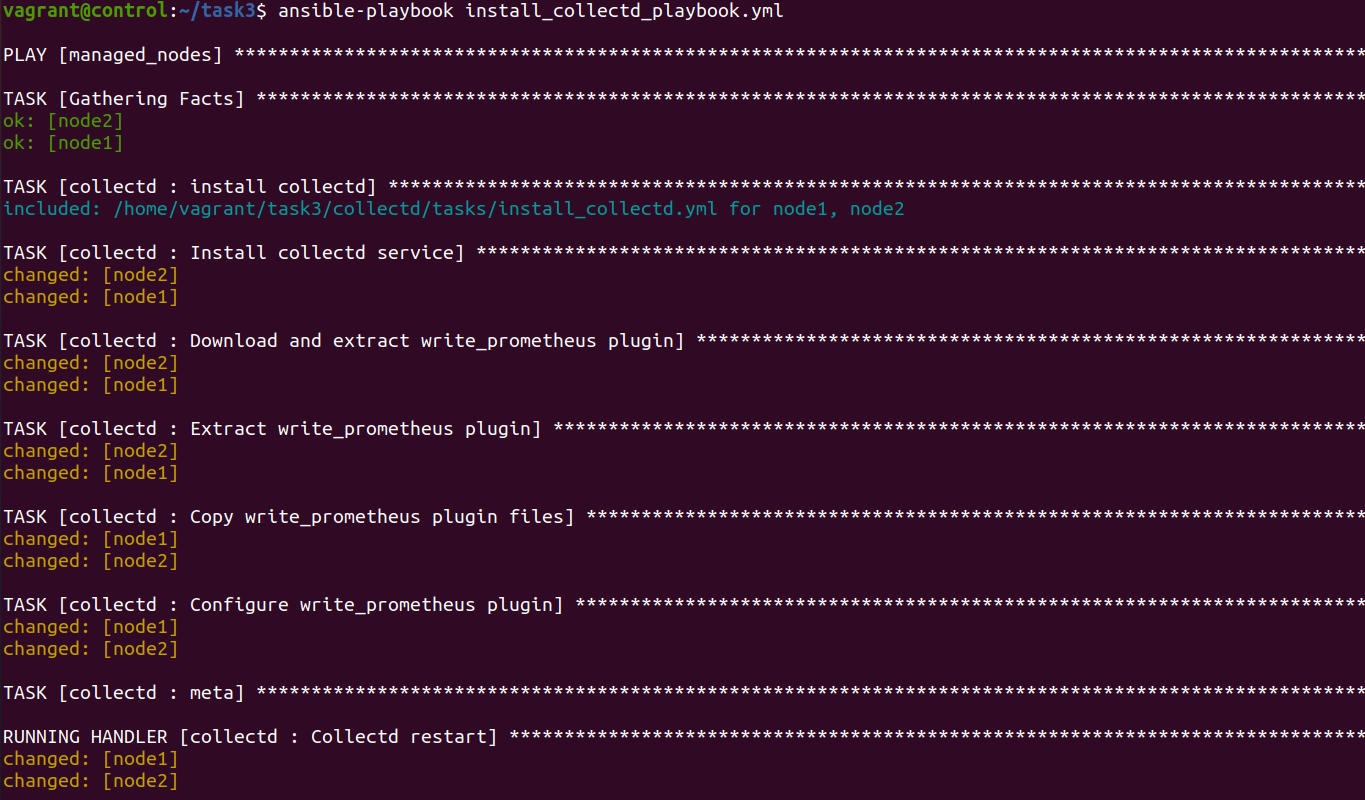 vagrant@control:~/task3$ ansible-playbook install_collectd_playbook.yml
PLAY [managed_nodes] *******************************************************************************************************
TASK [Gathering Facts] *****************************************************************************************************
ok: [node2]
ok: [node1]
TASK [collectd : install collectd] *****************************************************************************************
included: /home/vagrant/task3/collectd/tasks/install_collectd.yml for node1, node2
TASK [collectd : Install collectd service] *********************************************************************************
changed: [node2]
changed: [node1]
TASK [collectd : Download and extract write_prometheus plugin] *************************************************************
changed: [node2]
changed: [node1]
TASK [collectd : Extract write_prometheus plugin] **************************************************************************
changed: [node2]
changed: [node1]
TASK [collectd : Copy write_prometheus plugin files] ***********************************************************************
changed: [node1]
changed: [node2]
TASK [collectd : Configure write_prometheus plugin] ************************************************************************
changed: [node1]
changed: [node2]
TASK [collectd : meta] *****************************************************************************************************
RUNNING HANDLER [collectd : Collectd restart] ******************************************************************************
changed: [node1]
changed: [node2]